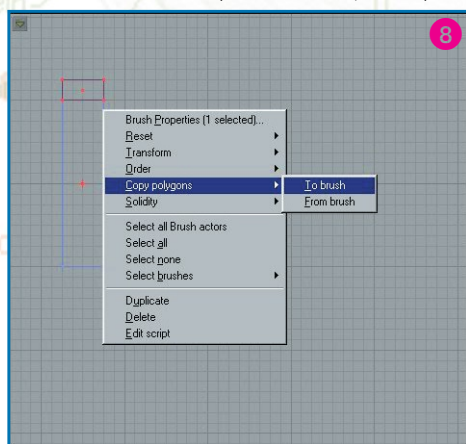 8
Brush Properties (1 selected)...
Reset
Transform
Order
Copy polygons
To brush
Solidity
From brush
Select all Brush actors
Select all
Select none
Select brushes
Duplicate
Delete
Edit script